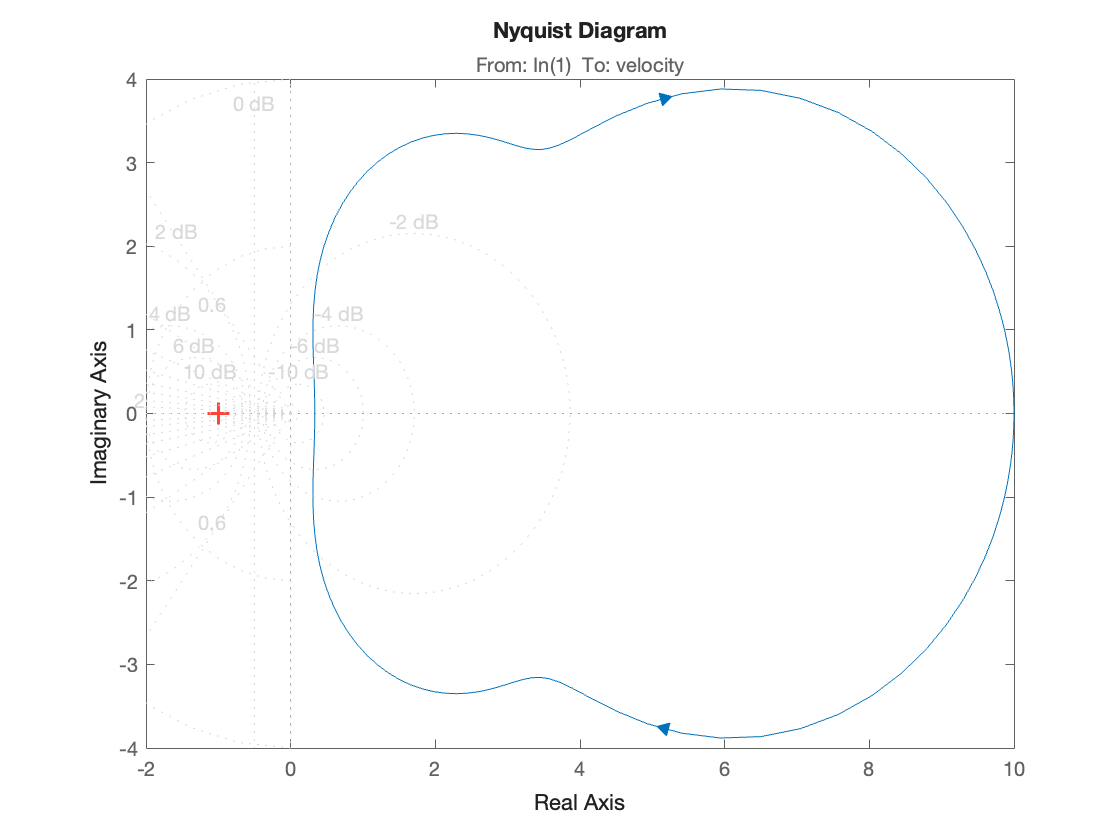 Nyquist Diagram
From: In(1)  To: velocity
4
0 dB
3
2 dB
-2 dB
2
0.6
4 dB
-4 dB
1
6 dB
-6 dB
10 dB
-10 dB
0
-1
0.6
-2
-3
-4
-2
0
2
4
6
8
10
Imaginary Axis
Real Axis